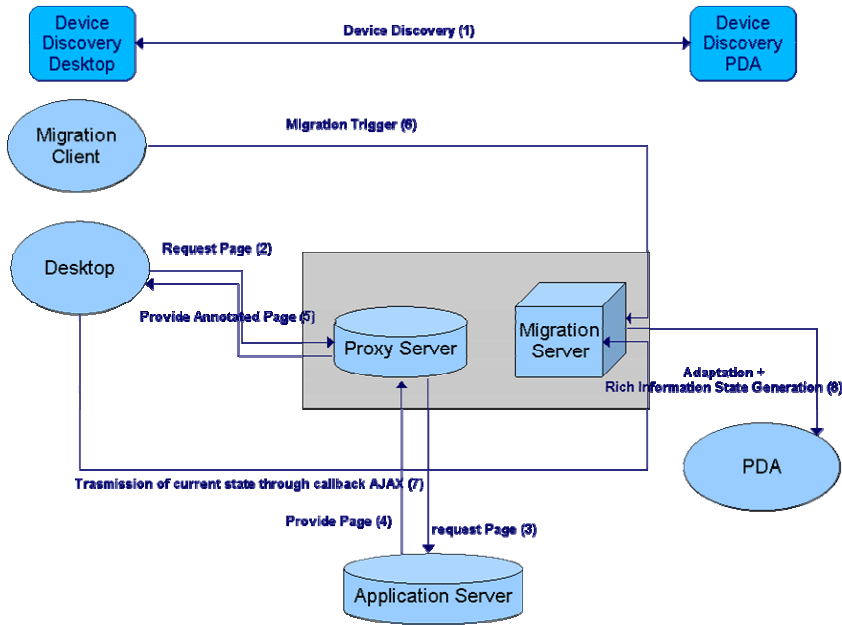 Device
Discovery
Desktop
Device Discovery (1)
Device
Discovery
PDA
Migration
Client
Migration Trigger (6)
Desktop
Request Page (2)
Provide Annotated Page (5)
Proxy Server
Migration
Server
Adaptation +
Rich Information State Generation (8)
PDA
Trasmission of current state through callback AJAX (7)
Provide Page (4)
request Page (3)
Application Server